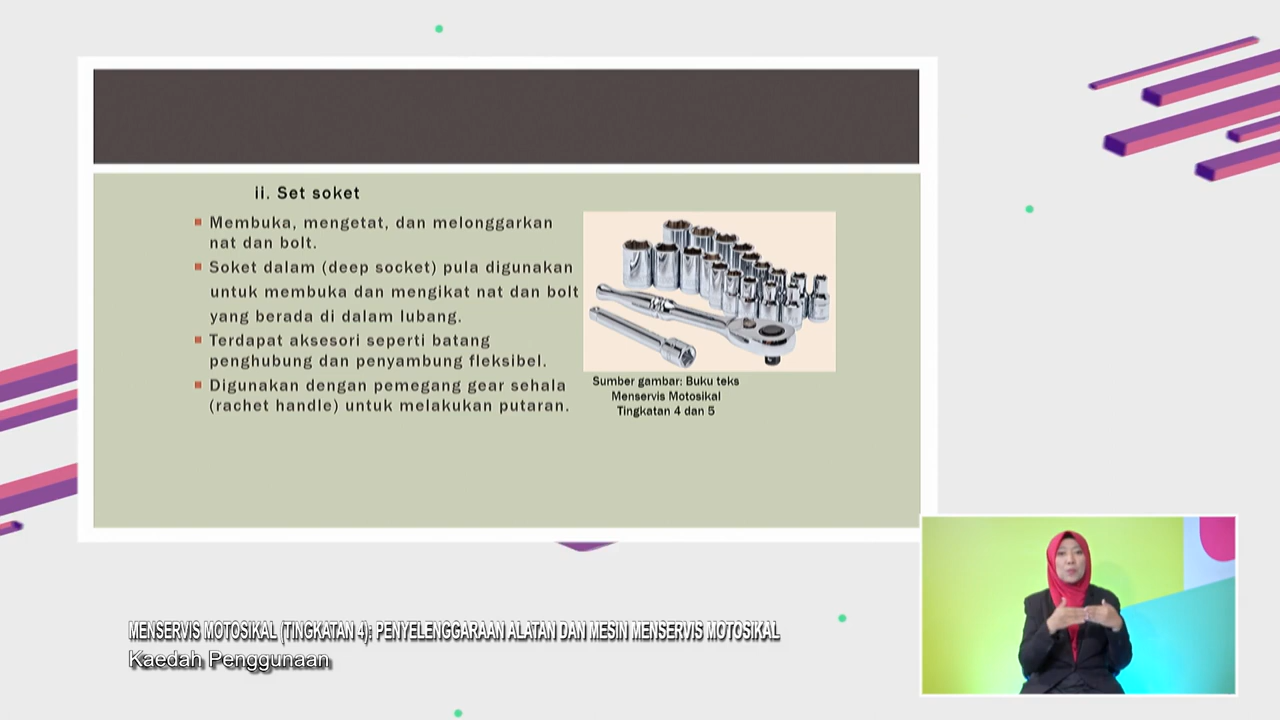 ii. Set soket
Membuka, mengetat, dan melonggarkan
nat dan bolt.
Soket dalam (deep socket) pula digunakan
untuk membuka dan mengikat nat dan bolt
yang berada di dalam lubang.
Terdapat aksesori seperti batang
penghubung dan penyambung fleksibel.
Digunakan dengan pemegang gear sehala
(rachet handle) untuk melakukan putaran.
Sumber gambar: Buku teks
Menservis Motosikal
Tingkatan 4 dan 5
MENSERVIS MOTOSIKAL (TINGKATAN 4): PENYELENGGARAAN ALATAN DAN MESIN MENSERVIS MOTOSIKAL
Kaedah Penggunaan